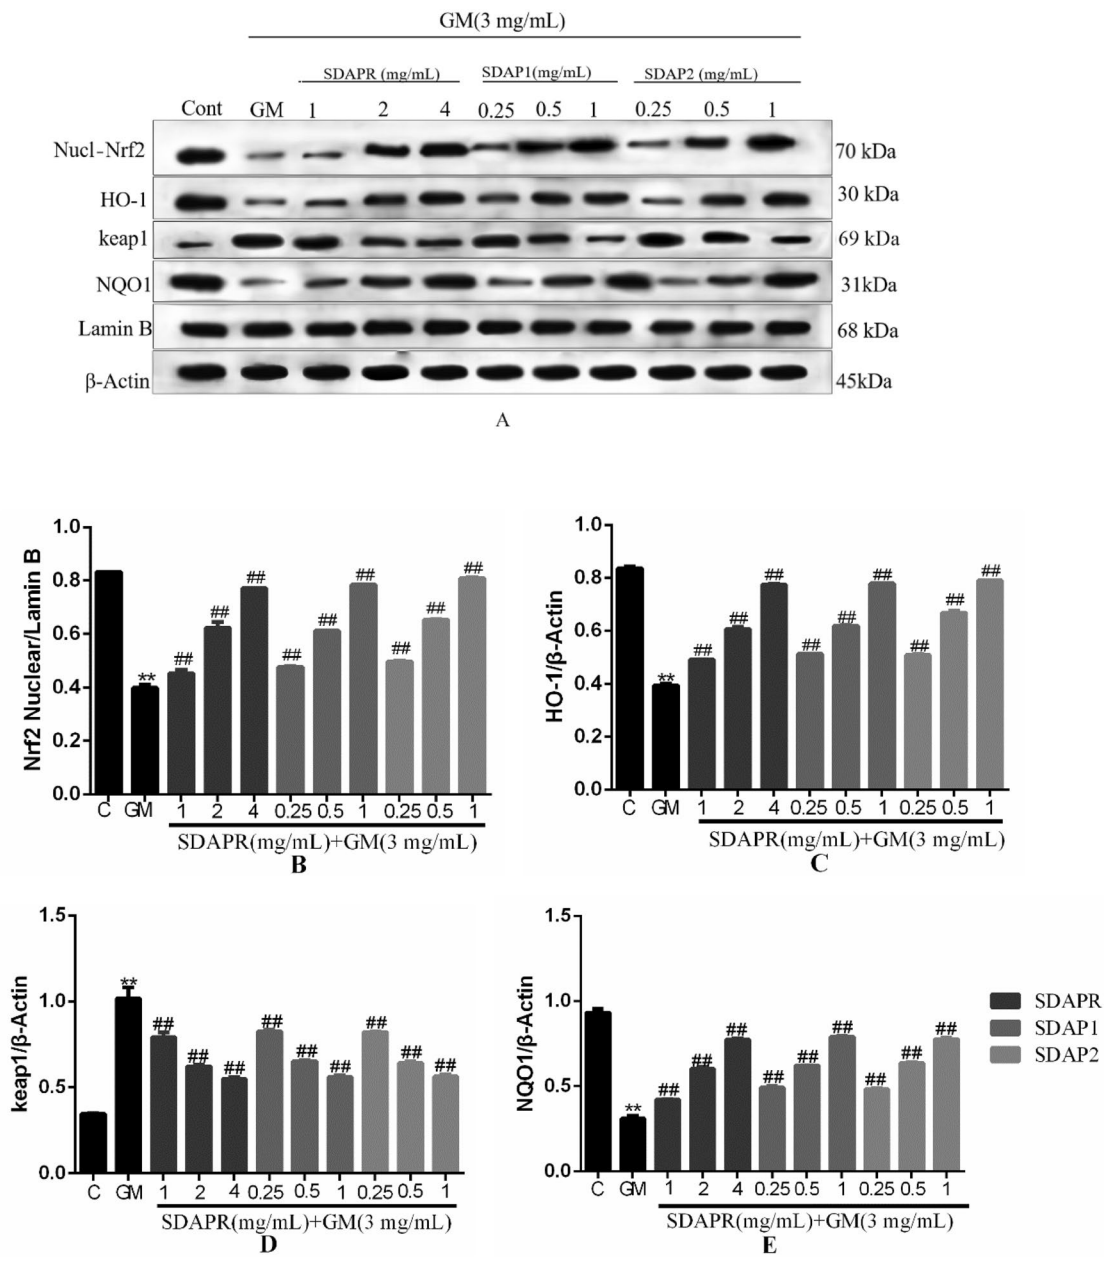 GM(3 mg/mL)
SDAPR (mg/mL) SDAP1(mg/mL) SDAP2 (mg/mL)
Cont GM 1 2 4 0.25 0.5 1 0.25 0.5 1
Nucl-Nrf2 70 kDa
HO-1 30 kDa
keap1 69 kDa
NQO1 31kDa
Lamin B 68 kDa
β-Actin 45kDa
A
Nrf2 Nuclear/Lamin B
1.0
0.8
0.6
0.4
0.2
0.0
** ## ## ## ## ## ## ## ## ##
C GM 1 2 4 0.25 0.5 1 0.25 0.5 1
SDAPR(mg/mL)+GM(3 mg/mL)
B
HO-1/β-Actin
1.0
0.8
0.6
0.4
0.2
0.0
** ## ## ## ## ## ## ## ## ##
C GM 1 2 4 0.25 0.5 1 0.25 0.5 1
SDAPR(mg/mL)+GM(3 mg/mL)
C
keap1/β-Actin
1.5
1.0
0.5
0.0
** ## ## ## ## ## ## ## ## ##
C GM 1 2 4 0.25 0.5 1 0.25 0.5 1
SDAPR(mg/mL)+GM(3 mg/mL)
D
NQO1/β-Actin
1.5
1.0
0.5
0.0
** ## ## ## ## ## ## ## ## ##
C GM 1 2 4 0.25 0.5 1 0.25 0.5 1
SDAPR(mg/mL)+GM(3 mg/mL)
E
SDAPR
SDAP1
SDAP2